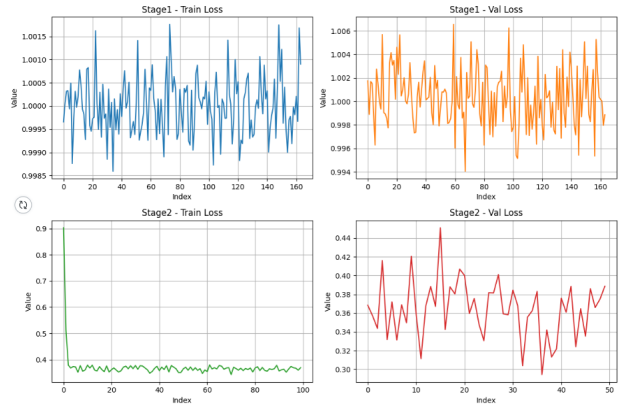 Stage1 - Train Loss
Value
1.0015
1.0010
1.0005
1.0000
0.9995
0.9990
0.9985
0 20 40 60 80 100 120 140 160
Index
Stage1 - Val Loss
Value
1.006
1.004
1.002
1.000
0.998
0.996
0.994
0 20 40 60 80 100 120 140 160
Index
Stage2 - Train Loss
Value
0.9
0.8
0.7
0.6
0.5
0.4
0 20 40 60 80 100
Index
Stage2 - Val Loss
Value
0.44
0.42
0.40
0.38
0.36
0.34
0.32
0.30
0 10 20 30 40 50
Index